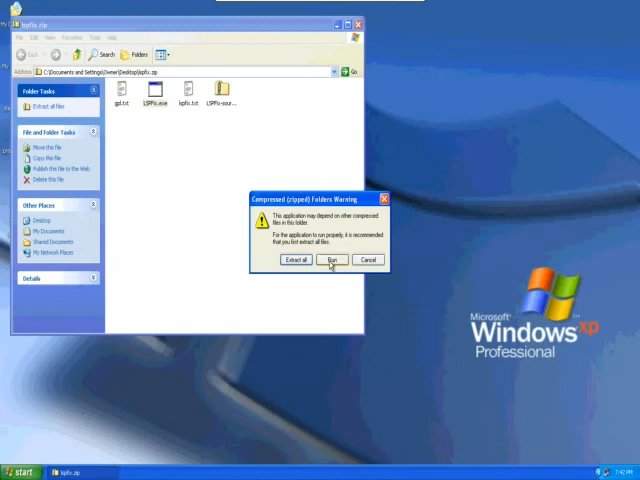 lspfix.zip
File Edit View Favorites Tools Help
Back Search Folders
Address C:\Documents and Settings\Owner\Desktop\lspfix.zip Go
Folder Tasks
Extract all files
File and Folder Tasks
Move this file
Copy this file
Publish this file to the Web
Delete this file
Other Places
Desktop
My Documents
Shared Documents
My Network Places
Details
gpl.txt LSPFix.exe lspfix.txt LSPFix-sour...
Compressed (zipped) Folders Warning
This application may depend on other compressed
files in this folder.
For the application to run properly, it is recommended
that you first extract all files.
Extract all Run Cancel
Microsoft
Windows xp
Professional
start lspfix.zip 7:42 PM